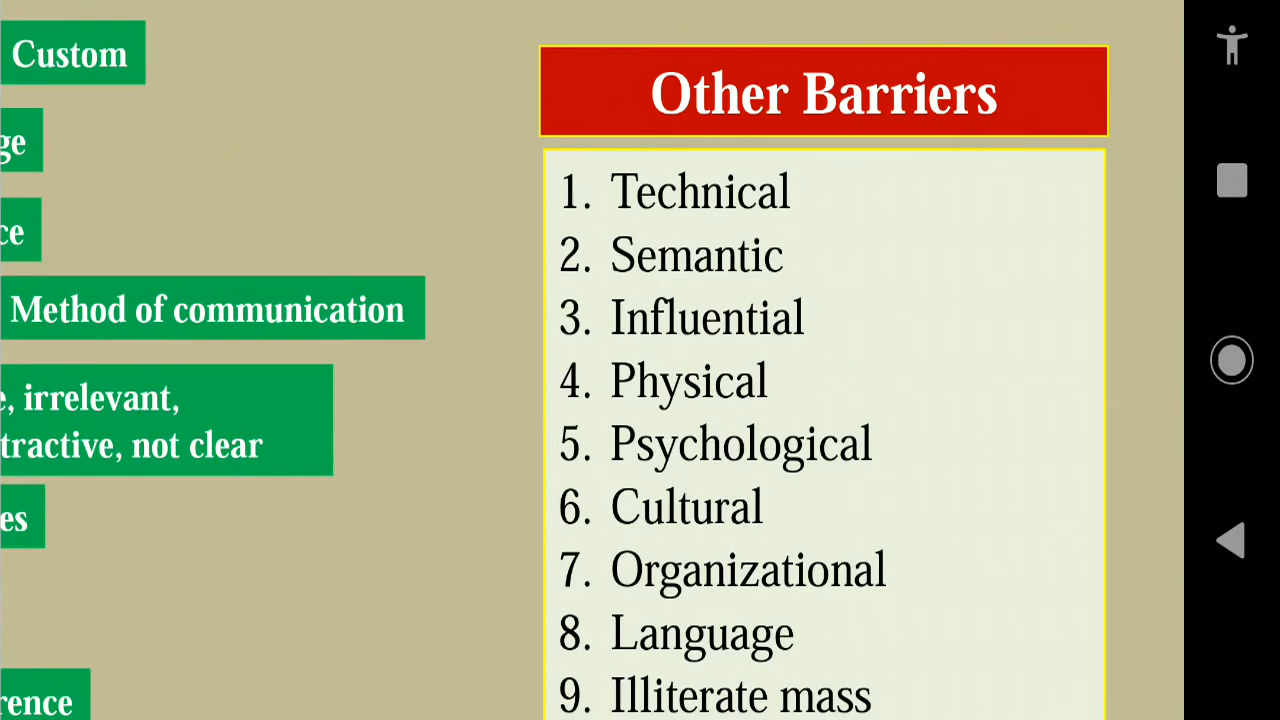 Custom
Method of communication
irrelevant,
not clear
Other Barriers
1. Technical
2. Semantic
3. Influential
4. Physical
5. Psychological
6. Cultural
7. Organizational
8. Language
9. Illiterate mass